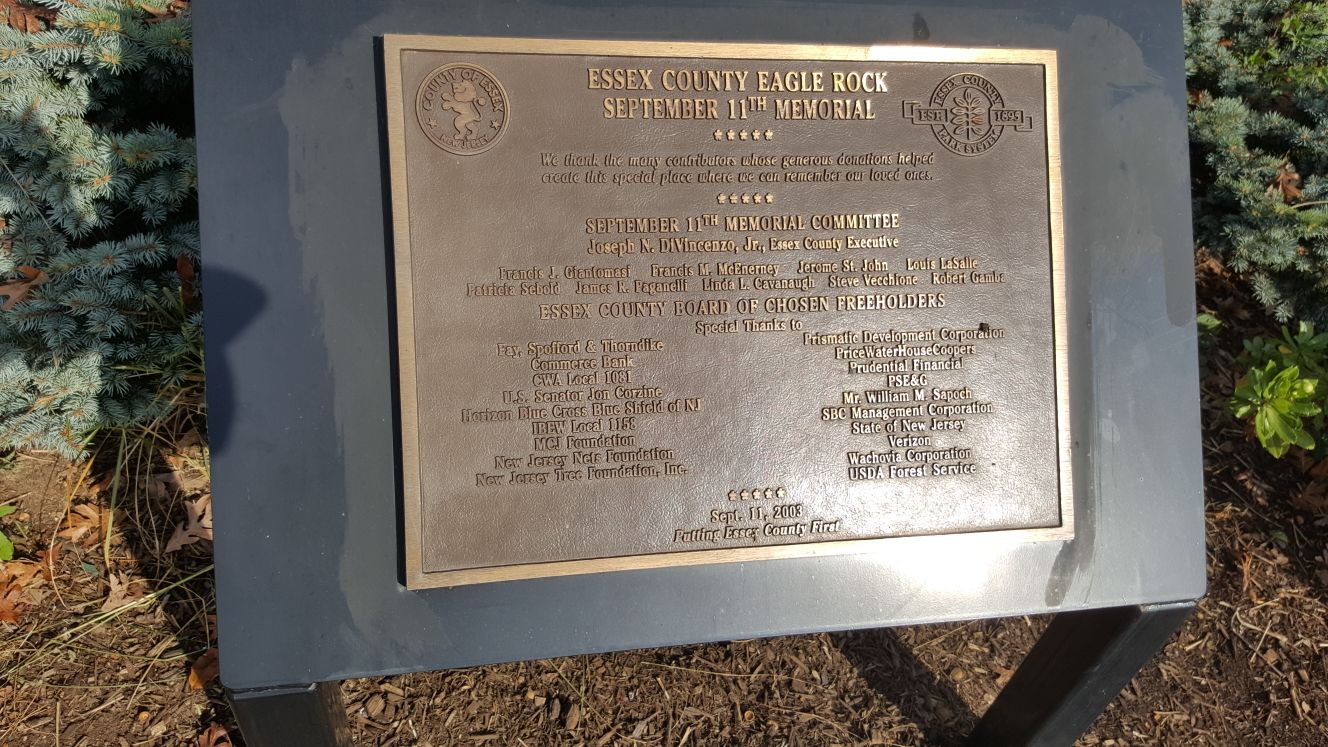 COUNTY OF ESSEX
NEW JERSEY
ESSEX COUNTY EAGLE ROCK
SEPTEMBER 11TH MEMORIAL
ESSEX COUNTY
EST. 1895
PARK SYSTEM
We thank the many contributors whose generous donations helped
create this special place where we can remember our loved ones.
SEPTEMBER 11TH MEMORIAL COMMITTEE
Joseph N. DiVincenzo, Jr., Essex County Executive
Francis J. Giantomasi Francis M. McEnerney Jerome St. John Louis LaSalle
Patricia Sebold James R. Paganelli Linda L. Cavanaugh Steve Vecchione Robert Gamba
ESSEX COUNTY BOARD OF CHOSEN FREEHOLDERS
Special Thanks to
Fay, Spofford & Thorndike
Commerce Bank
CWA Local 1081
U.S. Senator Jon Corzine
Horizon Blue Cross Blue Shield of NJ
IBEW Local 1158
MCJ Foundation
New Jersey Nets Foundation
New Jersey Tree Foundation, Inc.
Prismatic Development Corporation
PriceWaterHouseCoopers
Prudential Financial
PSE&G
Mr. William M. Sapoch
SBC Management Corporation
State of New Jersey
Verizon
Wachovia Corporation
USDA Forest Service
Sept. 11, 2003
Putting Essex County First